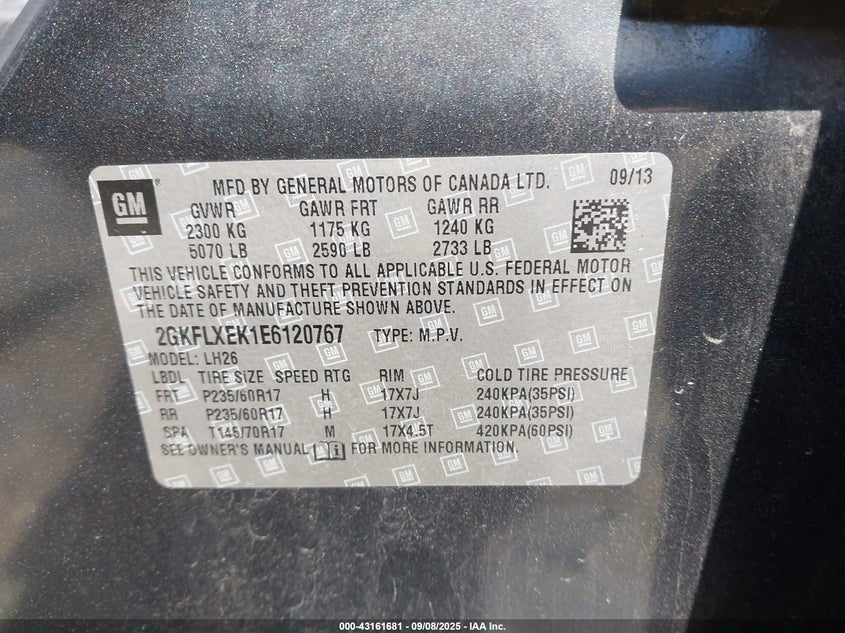 GM ® MFD BY GENERAL MOTORS OF CANADA LTD. 09/13
GVWR GAWR FRT GAWR RR
2300 KG 1175 KG 1240 KG
5070 LB 2590 LB 2733 LB
THIS VEHICLE CONFORMS TO ALL APPLICABLE U.S. FEDERAL MOTOR
VEHICLE SAFETY AND THEFT PREVENTION STANDARDS IN EFFECT ON
THE DATE OF MANUFACTURE SHOWN ABOVE.
2GKFLXEK1E6120767 TYPE: M.P.V.
MODEL: LH26
LBDL TIRE SIZE SPEED RTG RIM COLD TIRE PRESSURE
FRT P235/60R17 H 17X7J 240KPA(35PSI)
RR P235/60R17 H 17X7J 240KPA(35PSI)
SPA T145/70R17 M 17X4.5T 420KPA(60PSI)
SEE OWNER'S MANUAL FOR MORE INFORMATION.
000-43161681 - 09/08/2025 - IAA Inc.